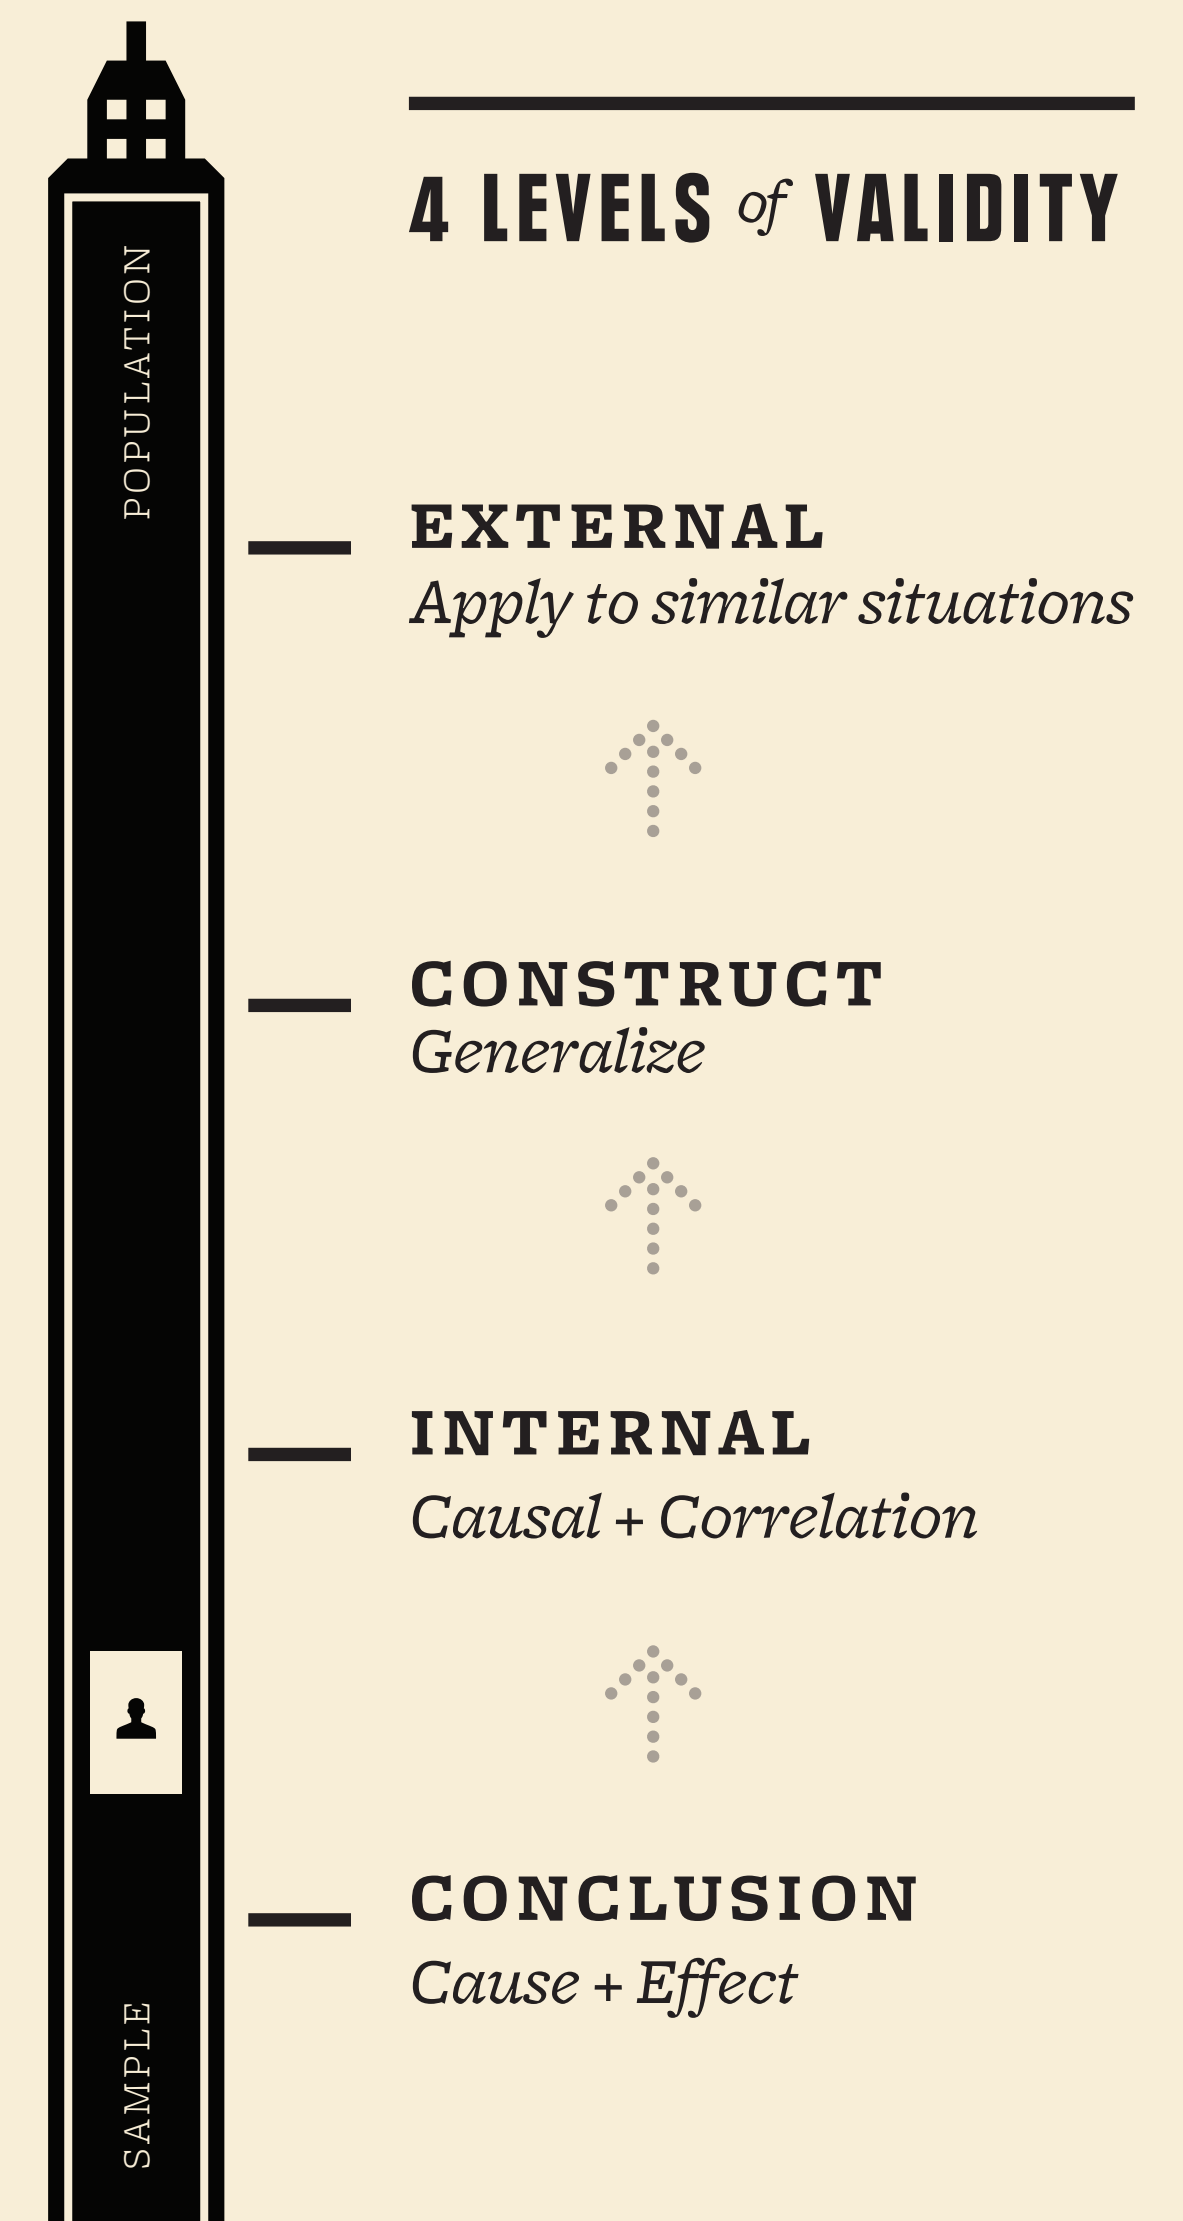 4 LEVELS of VALIDITY
POPULATION
EXTERNAL
Apply to similar situations
CONSTRUCT
Generalize
INTERNAL
Causal + Correlation
CONCLUSION
Cause + Effect
SAMPLE